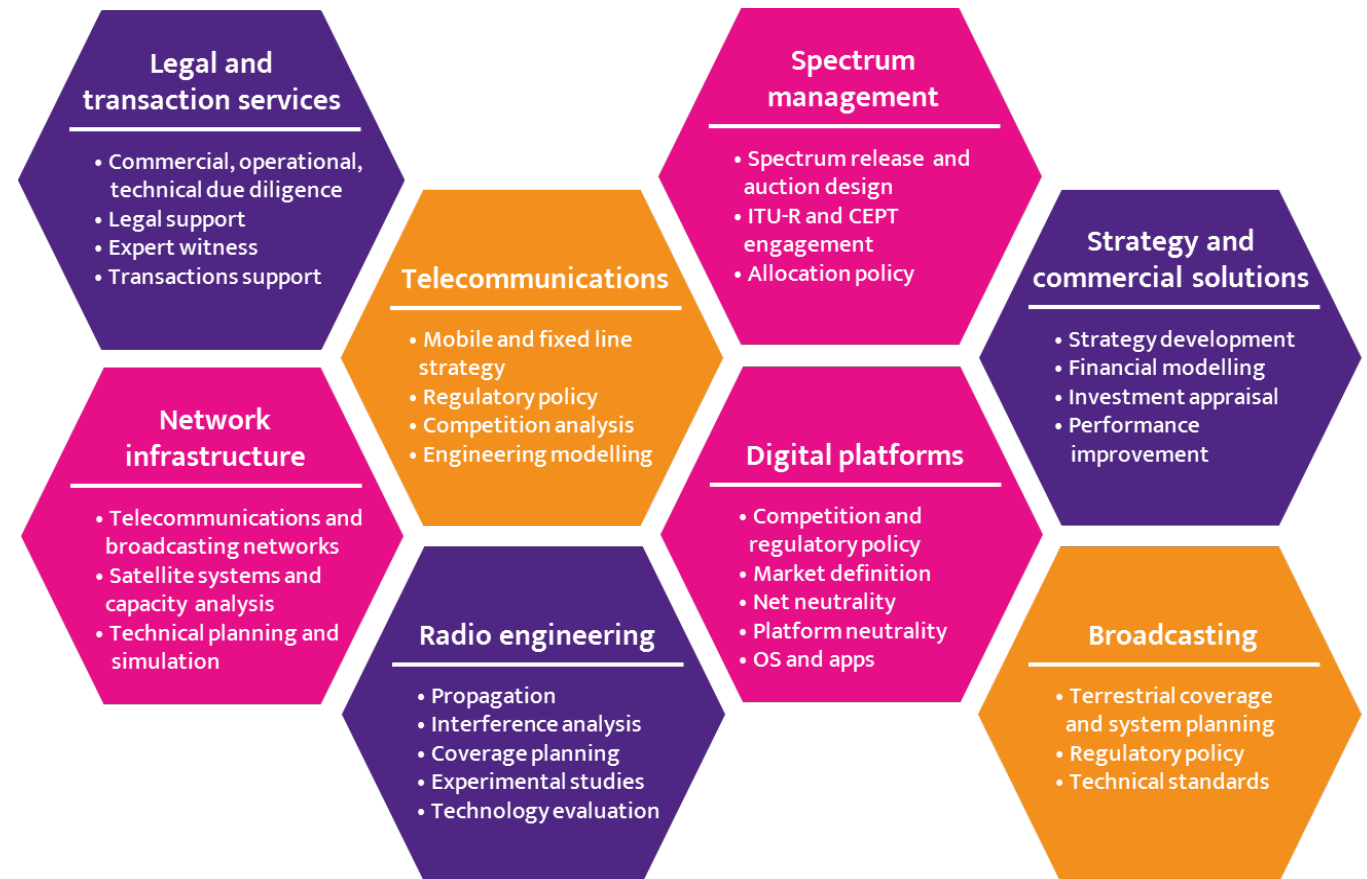 Legal and
transaction services
• Commercial, operational,
technical due diligence
• Legal support
• Expert witness
• Transactions support
Spectrum
management
• Spectrum release and
auction design
• ITU-R and CEPT
engagement
• Allocation policy
Telecommunications
• Mobile and fixed line
strategy
• Regulatory policy
• Competition analysis
• Engineering modelling
Strategy and
commercial solutions
• Strategy development
• Financial modelling
• Investment appraisal
• Performance
improvement
Network
infrastructure
• Telecommunications and
broadcasting networks
• Satellite systems and
capacity analysis
• Technical planning and
simulation
Digital platforms
• Competition and
regulatory policy
• Market definition
• Net neutrality
• Platform neutrality
• OS and apps
Radio engineering
• Propagation
• Interference analysis
• Coverage planning
• Experimental studies
• Technology evaluation
Broadcasting
• Terrestrial coverage
and system planning
• Regulatory policy
• Technical standards